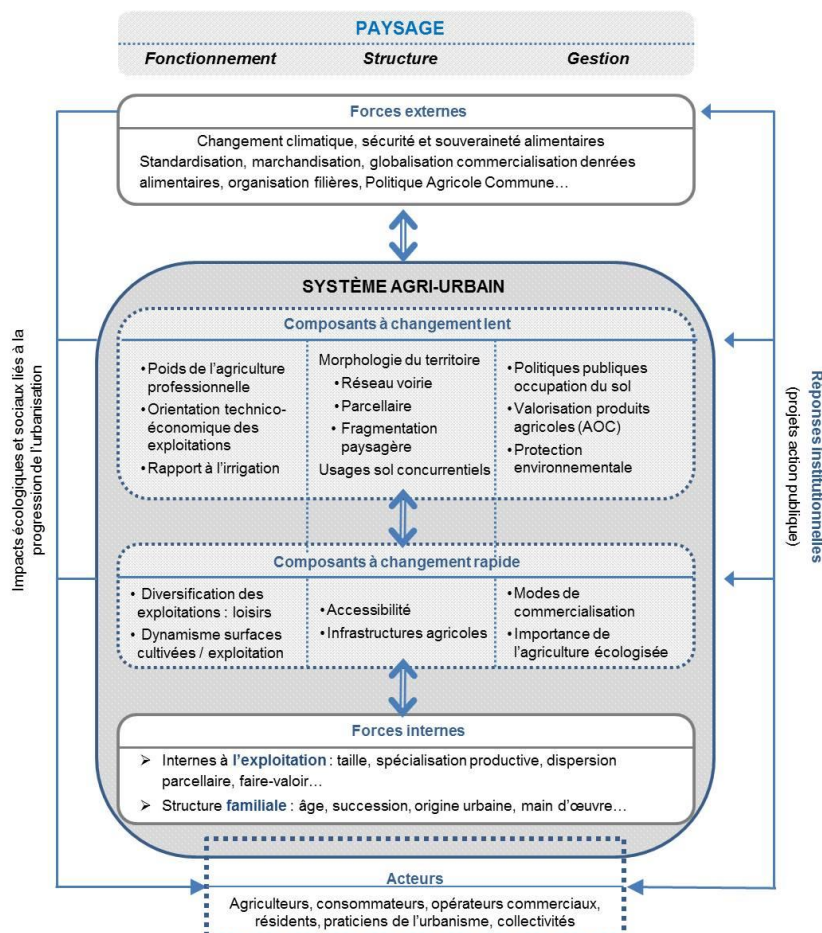 PAYSAGE
Fonctionnement Structure Gestion
Forces externes
Changement climatique, sécurité et souveraineté alimentaires
Standardisation, marchandisation, globalisation commercialisation denrées
alimentaires, organisation filières, Politique Agricole Commune…
SYSTÈME AGRI-URBAIN
Composants à changement lent
•Poids de l’agriculture
professionnelle
•Orientation technico-
économique des
exploitations
•Rapport à l’irrigation
Morphologie du territoire
•Réseau voirie
•Parcellaire
•Fragmentation
paysagère
Usages sol concurrentiels
•Politiques publiques
occupation du sol
•Valorisation produits
agricoles (AOC)
•Protection
environnementale
Composants à changement rapide
• Diversification des
exploitations : loisirs
• Dynamisme surfaces
cultivées / exploitation
•Accessibilité
•Infrastructures agricoles
• Modes de
commercialisation
• Importance de
l’agriculture écologisée
Forces internes
➢ Internes à l’exploitation : taille, spécialisation productive, dispersion
parcellaire, faire-valoir…
➢ Structure familiale : âge, succession, origine urbaine, main d’œuvre…
Acteurs
Agriculteurs, consommateurs, opérateurs commerciaux,
résidents, praticiens de l’urbanisme, collectivités
Impacts écologiques et sociaux liés à la
progression de l’urbanisation
Réponses institutionnelles
(projets action publique)